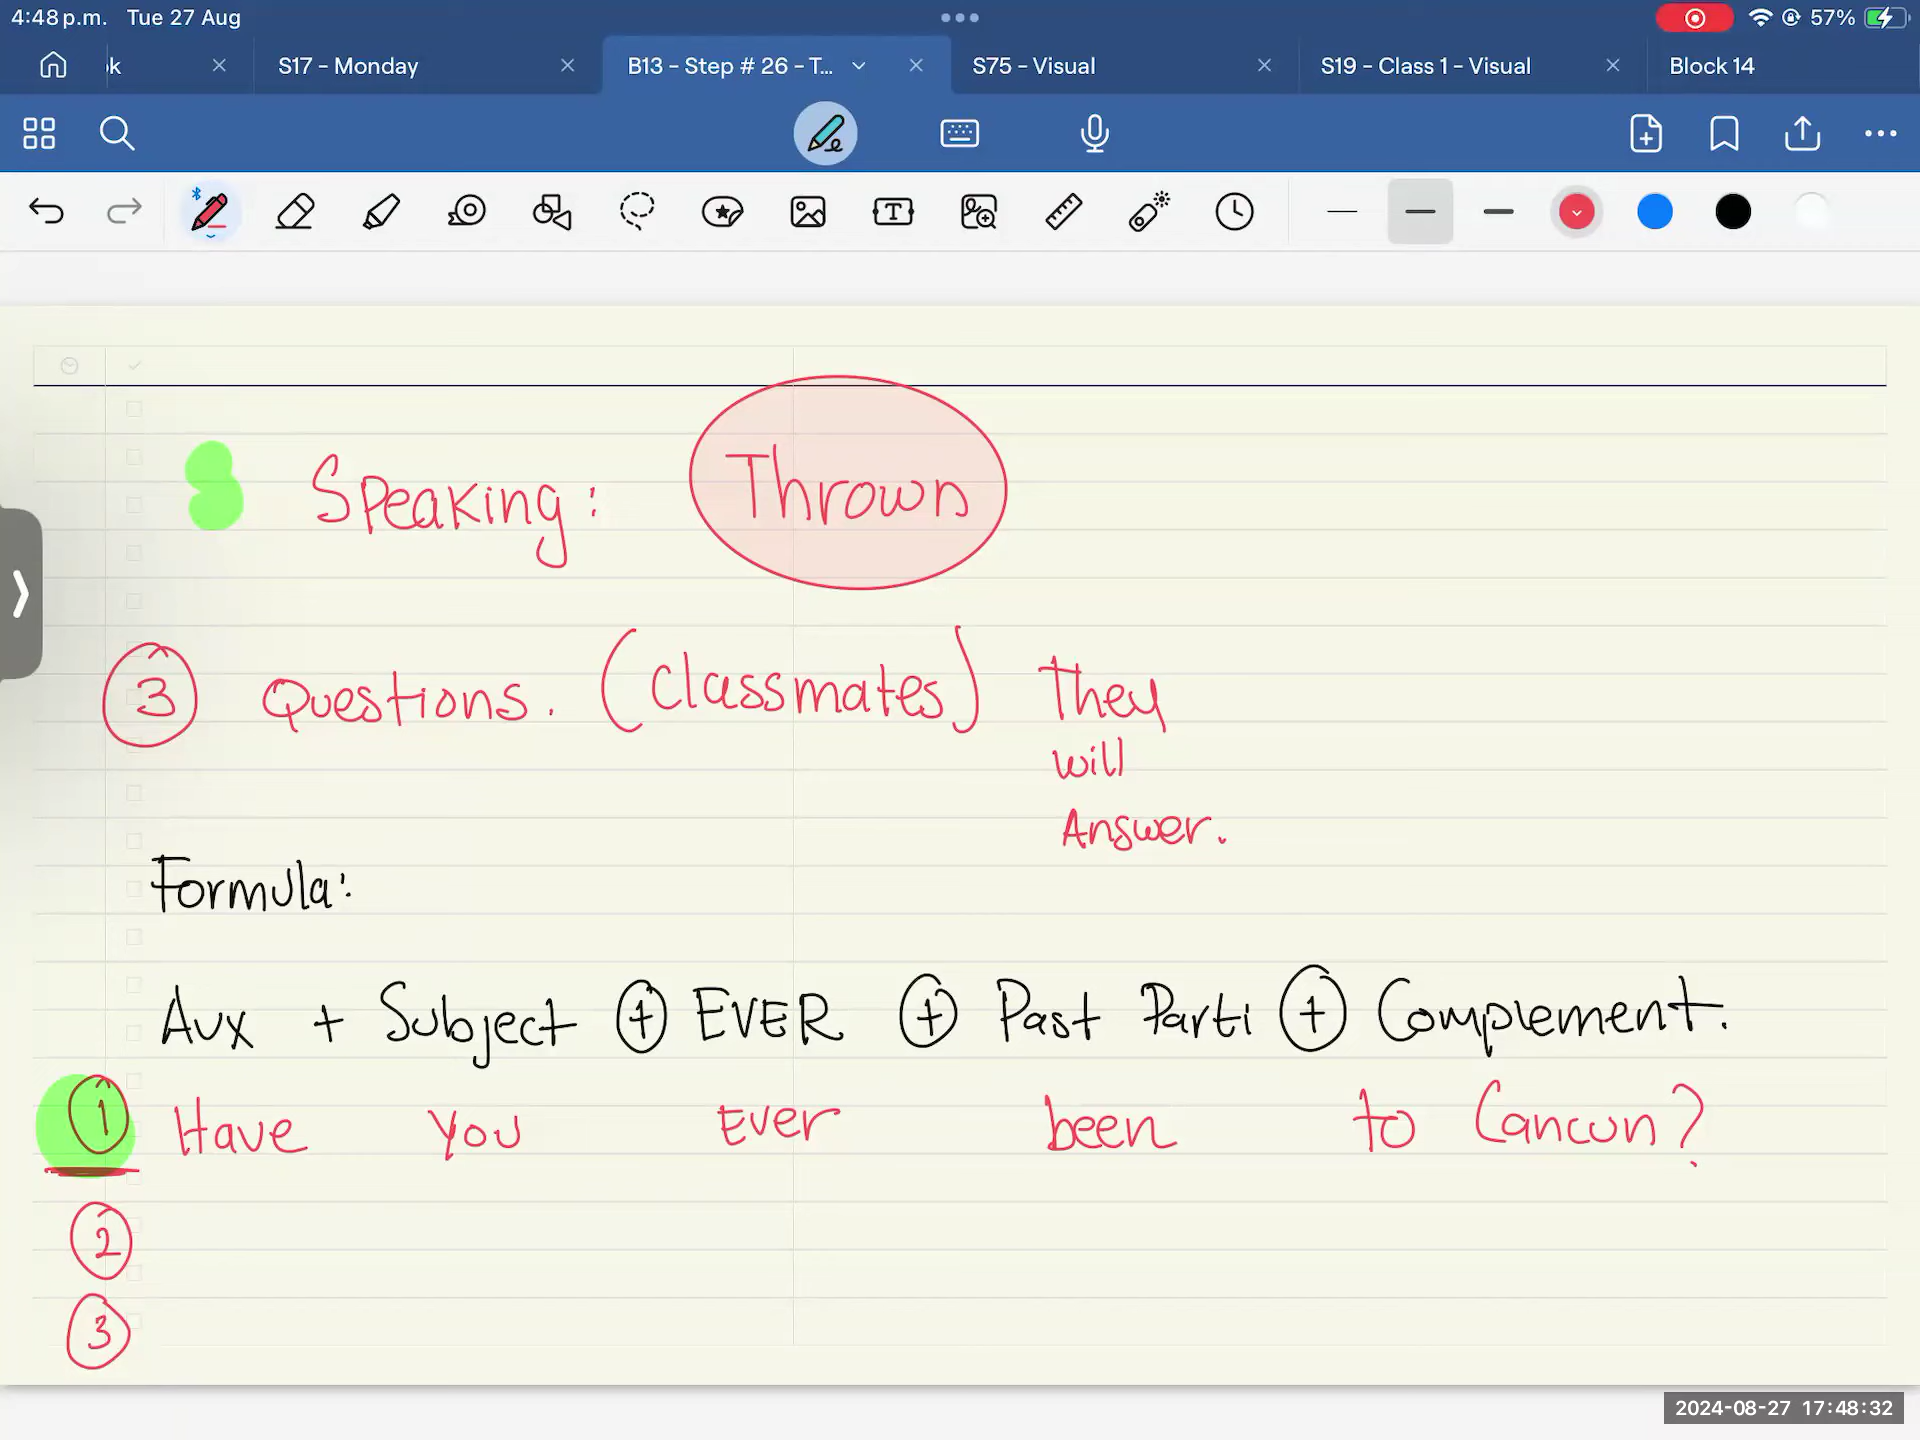 4:48 p.m. Tue 27 Aug 57%
k S17 - Monday B13 - Step # 26 - T... S75 - Visual S19 - Class 1 - Visual Block 14
Speaking: Thrown
3 Questions. (Classmates) They
will
Answer.
Formula:
Aux + Subject + EVER + Past Parti + Complement.
1 Have you Ever been to Cancun?
2
3
2024-08-27 17:48:32